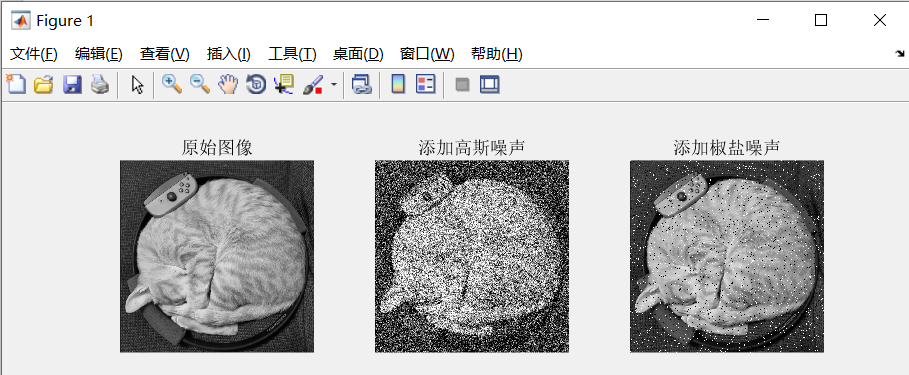 Figure 1
文件(F) 编辑(E) 查看(V) 插入(I) 工具(T) 桌面(D) 窗口(W) 帮助(H)
原始图像 添加高斯噪声 添加椒盐噪声